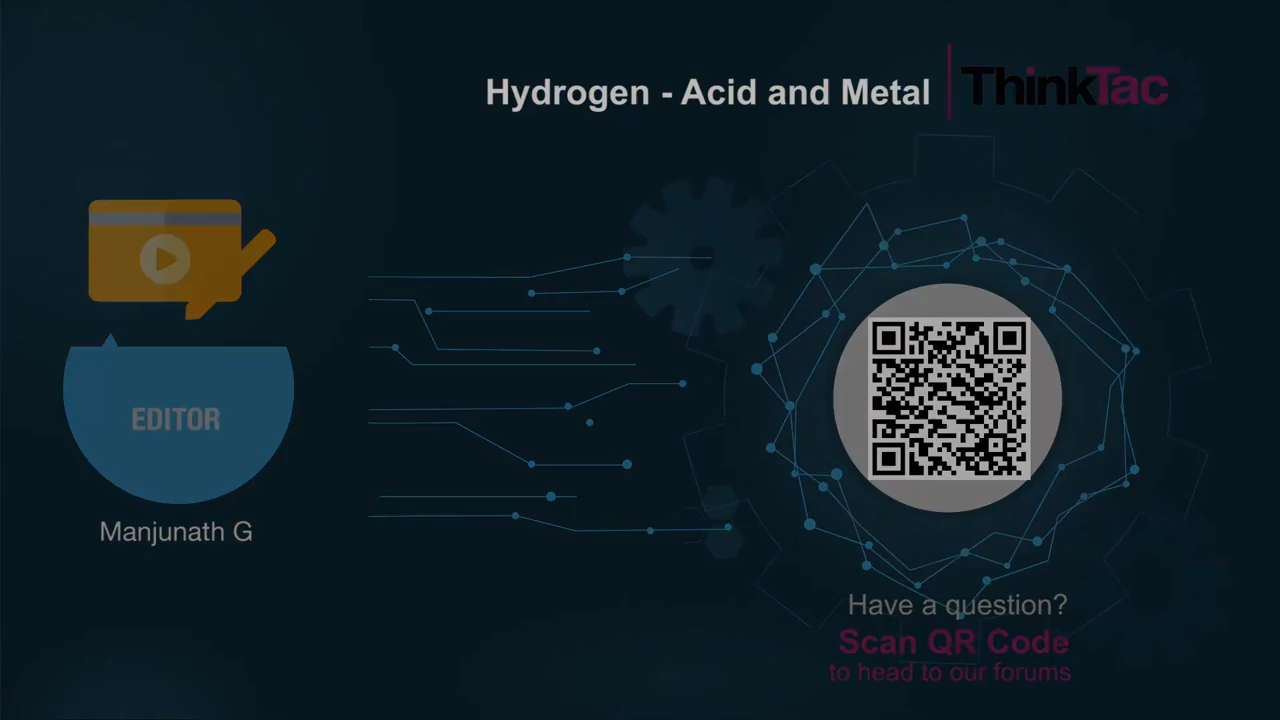 Hydrogen - Acid and Metal
ThinkTac
EDITOR
Manjunath G
Have a question?
Scan QR Code
to head to our forums